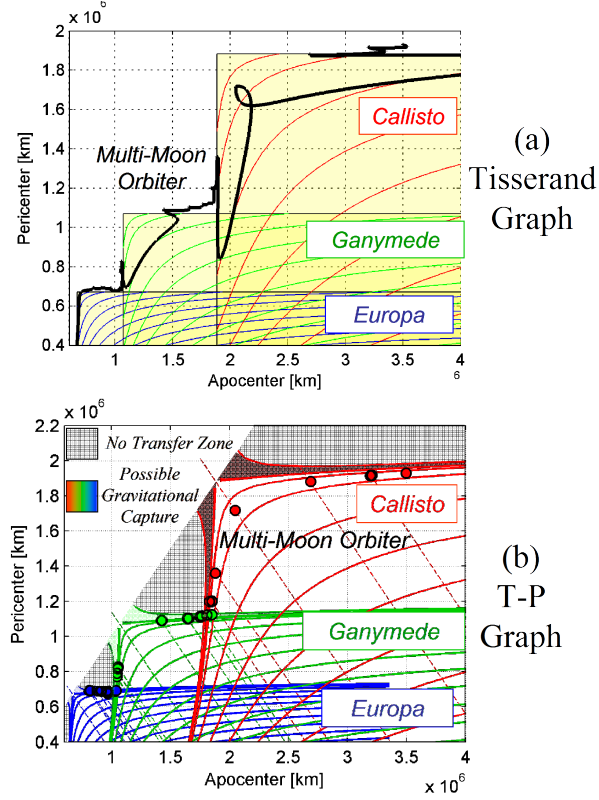 x 10
6
2
1.8
1.6
1.4
1.2
1
0.8
0.6
0.4
Pericenter [km]
Multi-Moon
Orbiter
Callisto
Ganymede
Europa
1
1.5
2
2.5
3
3.5
4
Apocenter [km]
6
(a)
Tisserand
Graph
x 10
6
2.2
2
1.8
1.6
1.4
1.2
1
0.8
0.6
0.4
Pericenter [km]
No Transfer Zone
Possible
Gravitational
Capture
Callisto
Multi-Moon Orbiter
Ganymede
Europa
1
1.5
2
2.5
3
3.5
4
Apocenter [km]
x 10
6
(b)
T-P
Graph